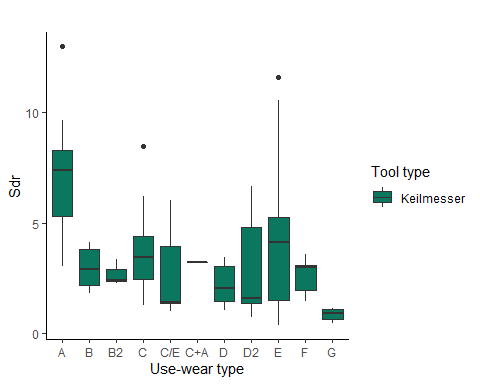 Sdr
10
5
0
A B B2 C C/E C+A D D2 E F G
Use-wear type
Tool type
Keilmesser